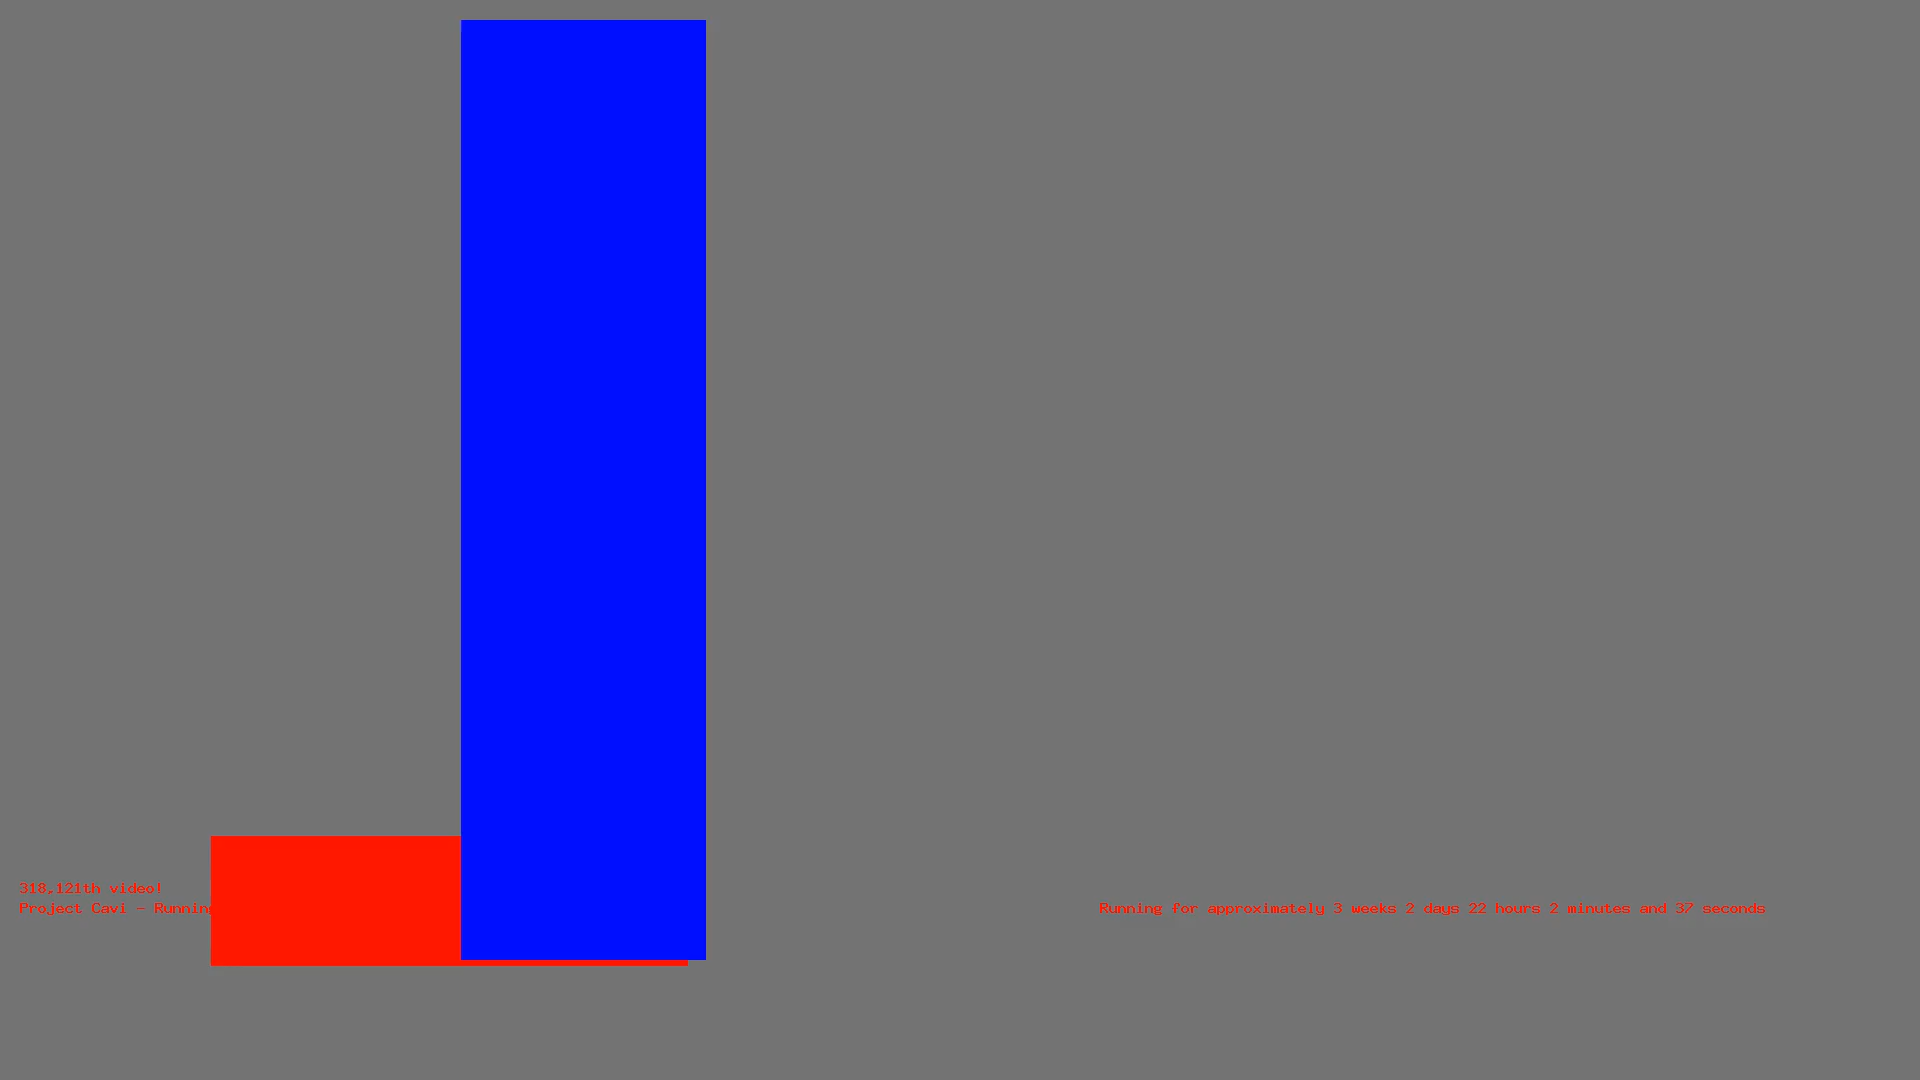 318,121th video!
Project Cavi - Running
Running for approximately 3 weeks 2 days 22 hours 2 minutes and 37 seconds